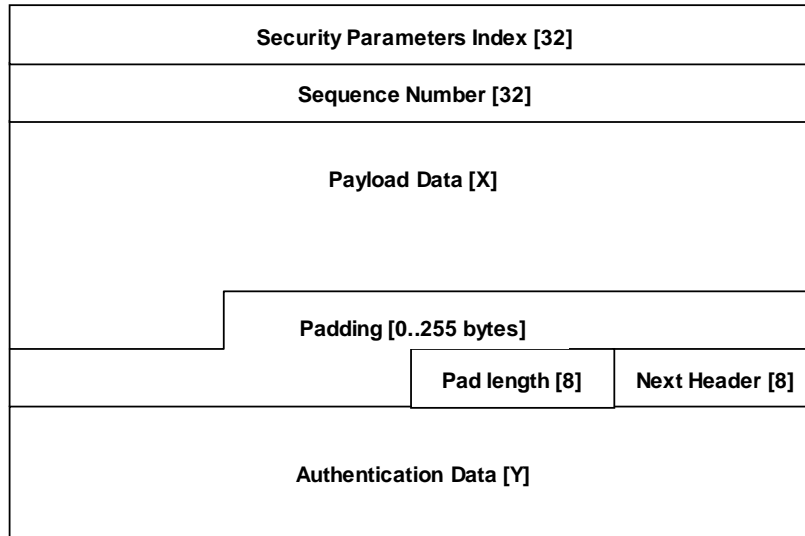 Security Parameters Index [32]
Sequence Number [32]
Payload Data [X]
Padding [0..255 bytes]
Pad length [8] Next Header [8]
Authentication Data [Y]